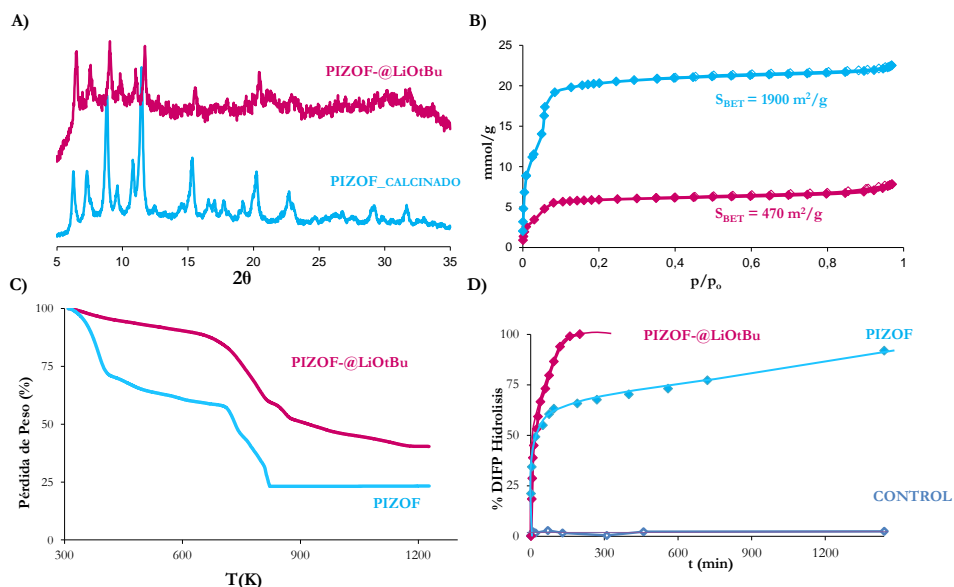 A)
PIZOF-@LiOtBu
PIZOF_CALCINADO
5 10 15 20 25 30 35
2θ
B)
25
20
15
10
5
0
mmol/g
S_BET = 1900 m²/g
S_BET = 470 m²/g
0 0,2 0,4 0,6 0,8 1
p/p_o
C)
100
75
50
25
0
Pérdida de Peso (%)
PIZOF-@LiOtBu
PIZOF
300 600 900 1200
T(K)
D)
100
75
50
25
0
% DIFP Hidrolisis
PIZOF-@LiOtBu
PIZOF
CONTROL
0 300 600 900 1200
t (min)